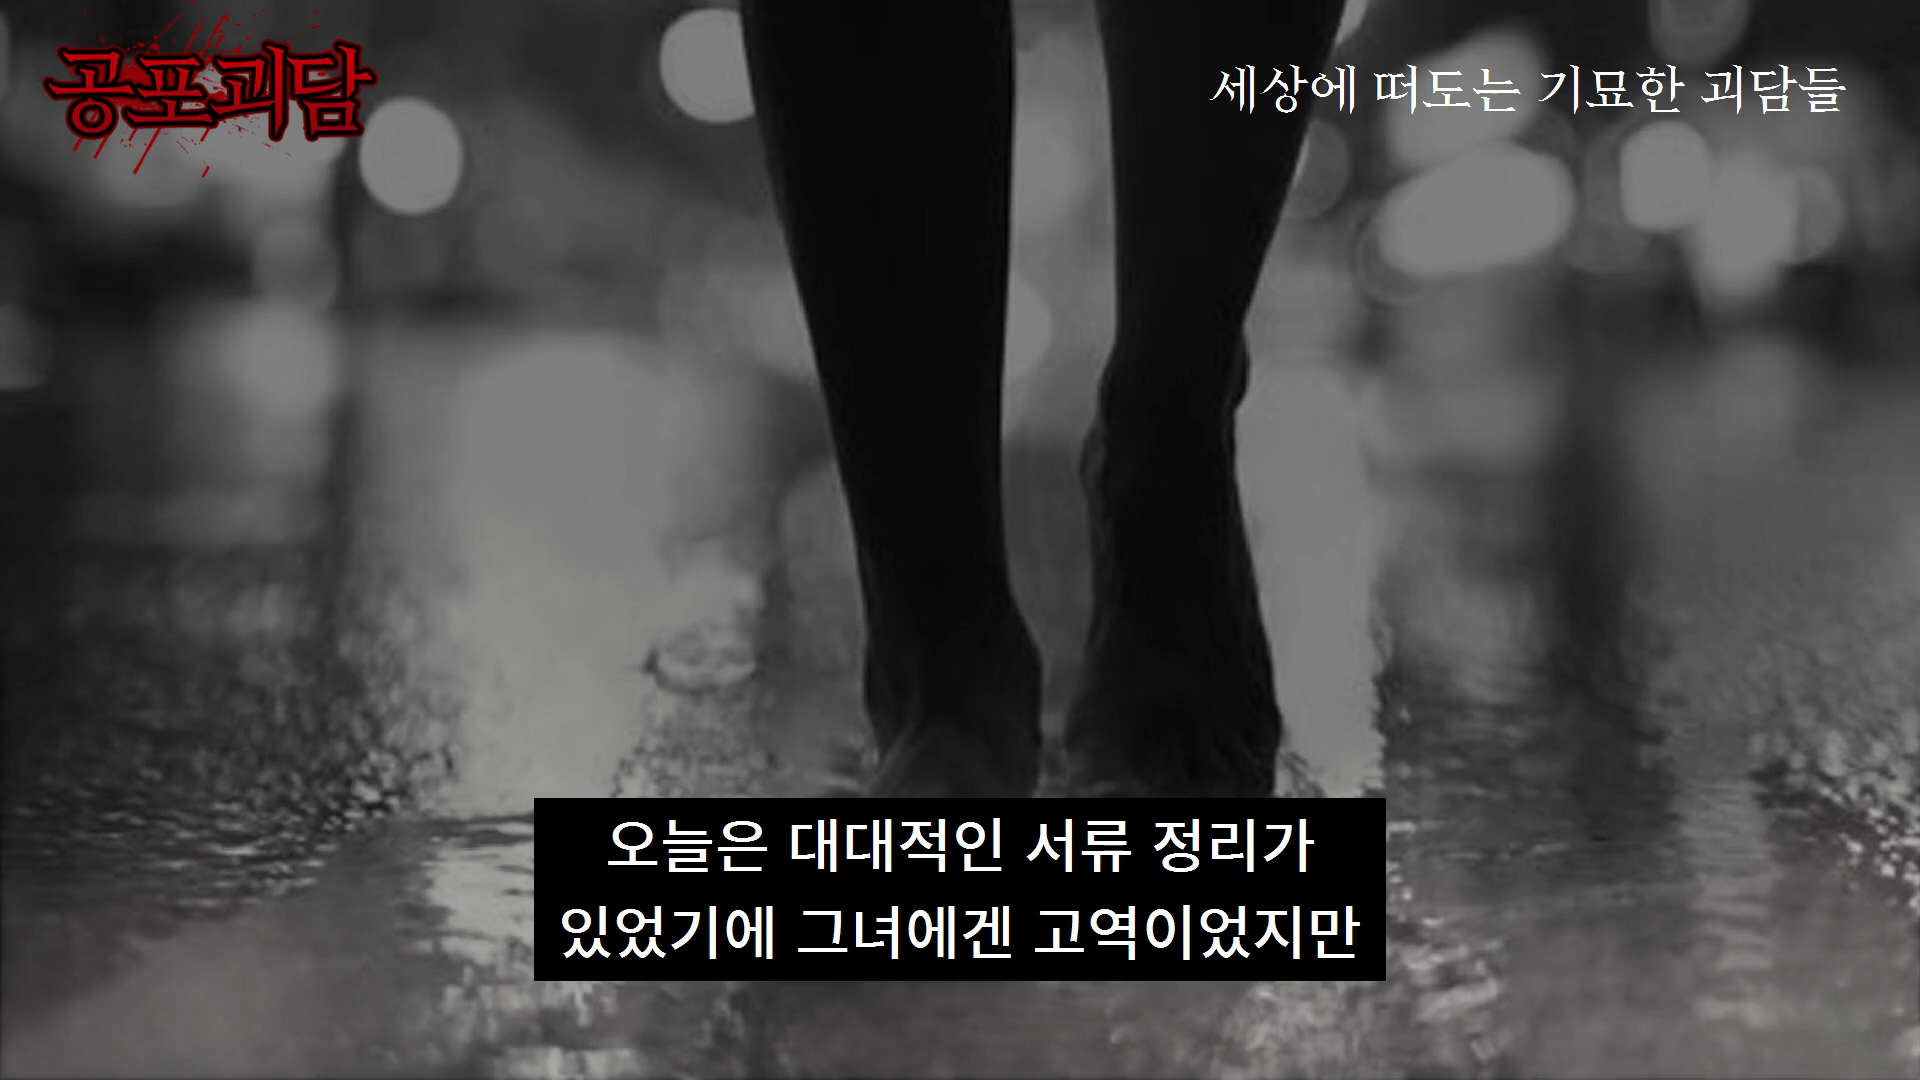 공포괴담
세상에 떠도는 기묘한 괴담들
오늘은 대대적인 서류 정리가
있었기에 그녀에겐 고역이었지만